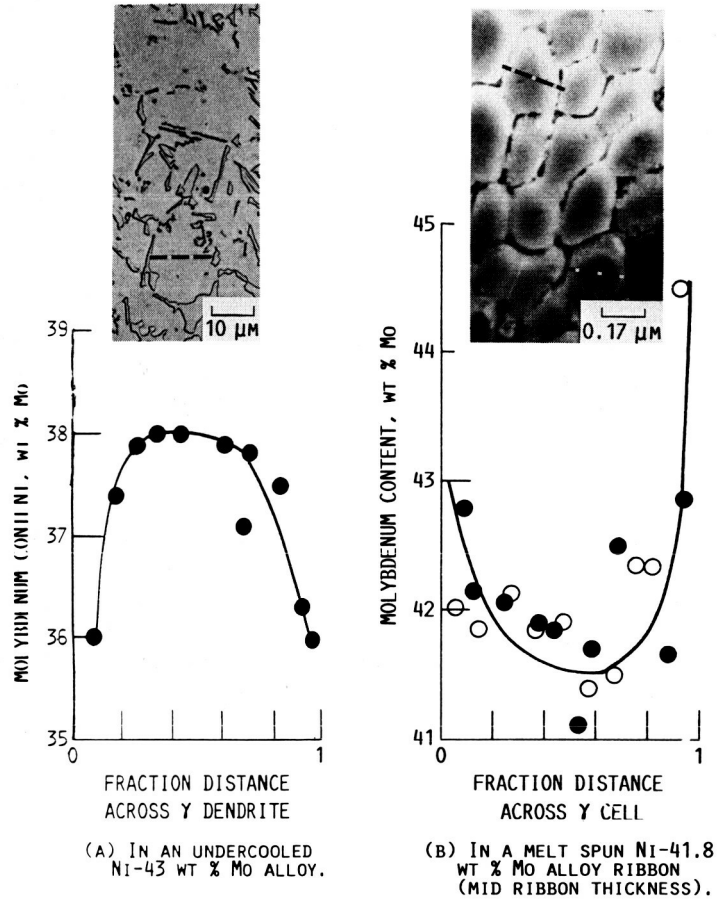 10 μM
0.17 μM
39
38
37
36
35
0
1
FRACTION DISTANCE
ACROSS γ DENDRITE
(A) IN AN UNDERCOOLED
NI-43 WT % MO ALLOY.
45
44
43
42
41
MOLYBDENUM CONTENT, WT % MO
0
1
FRACTION DISTANCE
ACROSS γ CELL
(B) IN A MELT SPUN NI-41.8
WT % MO ALLOY RIBBON
(MID RIBBON THICKNESS).